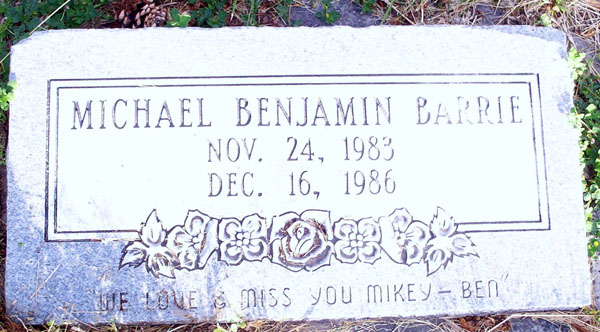 MICHAEL BENJAMIN BARRIE
NOV. 24, 1983
DEC. 16, 1986
"WE LOVE & MISS YOU MIKEY - BEN"